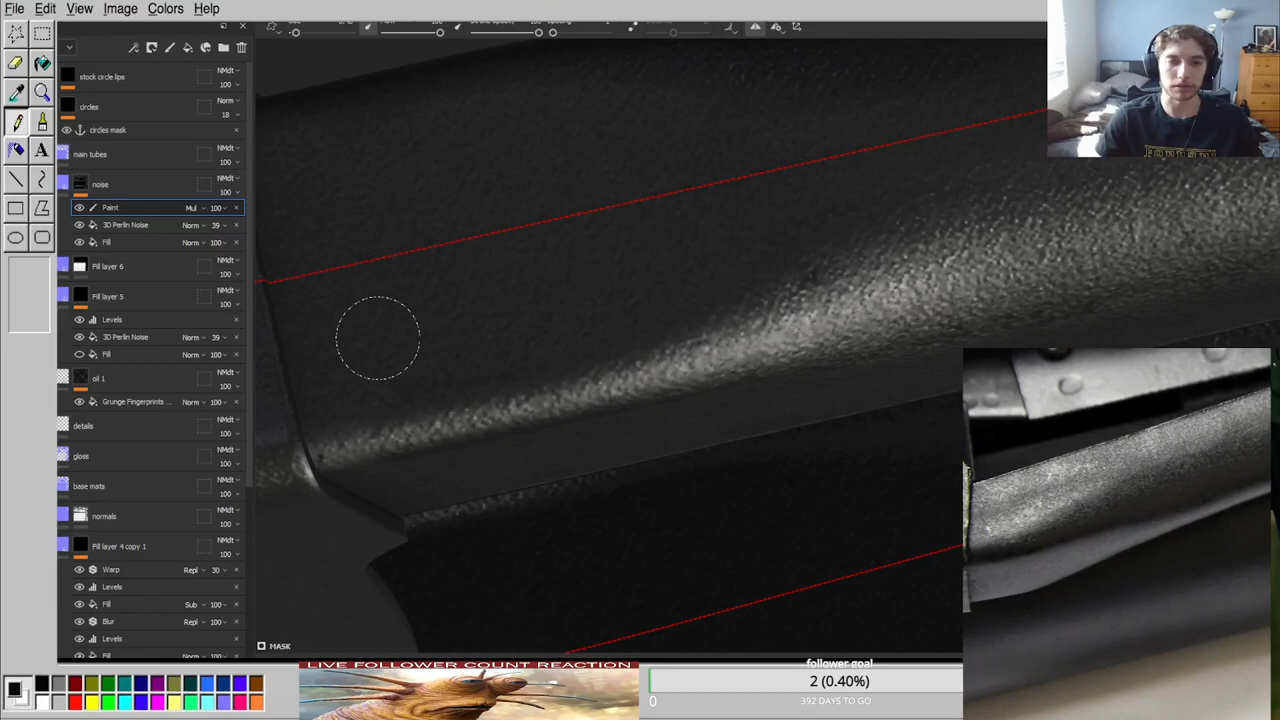 File Edit View Image Colors Help
stock circle lips NMdt 100
circles Norm 18
circles mask
main tubes NMdt 100
noise NMdt 100
Paint Mul 100
3D Perlin Noise Norm 39
Fill Norm 100
Fill layer 6 NMdt 100
Fill layer 5 NMdt 100
Levels
3D Perlin Noise Norm 39
Fill Norm 100
oil 1 NMdt 100
Grunge Fingerprints ... Norm 100
details NMdt 100
gloss NMdt 100
base mats NMdt 100
normals NMdt 100
Fill layer 4 copy 1 NMdt 100
Warp Repl 30
Levels
Fill Sub 100
Blur Repl 100
Levels
Fill Norm 100
MASK
LIVE FOLLOWER COUNT REACTION
follower goal
2 (0.40%)
0
392 DAYS TO GO